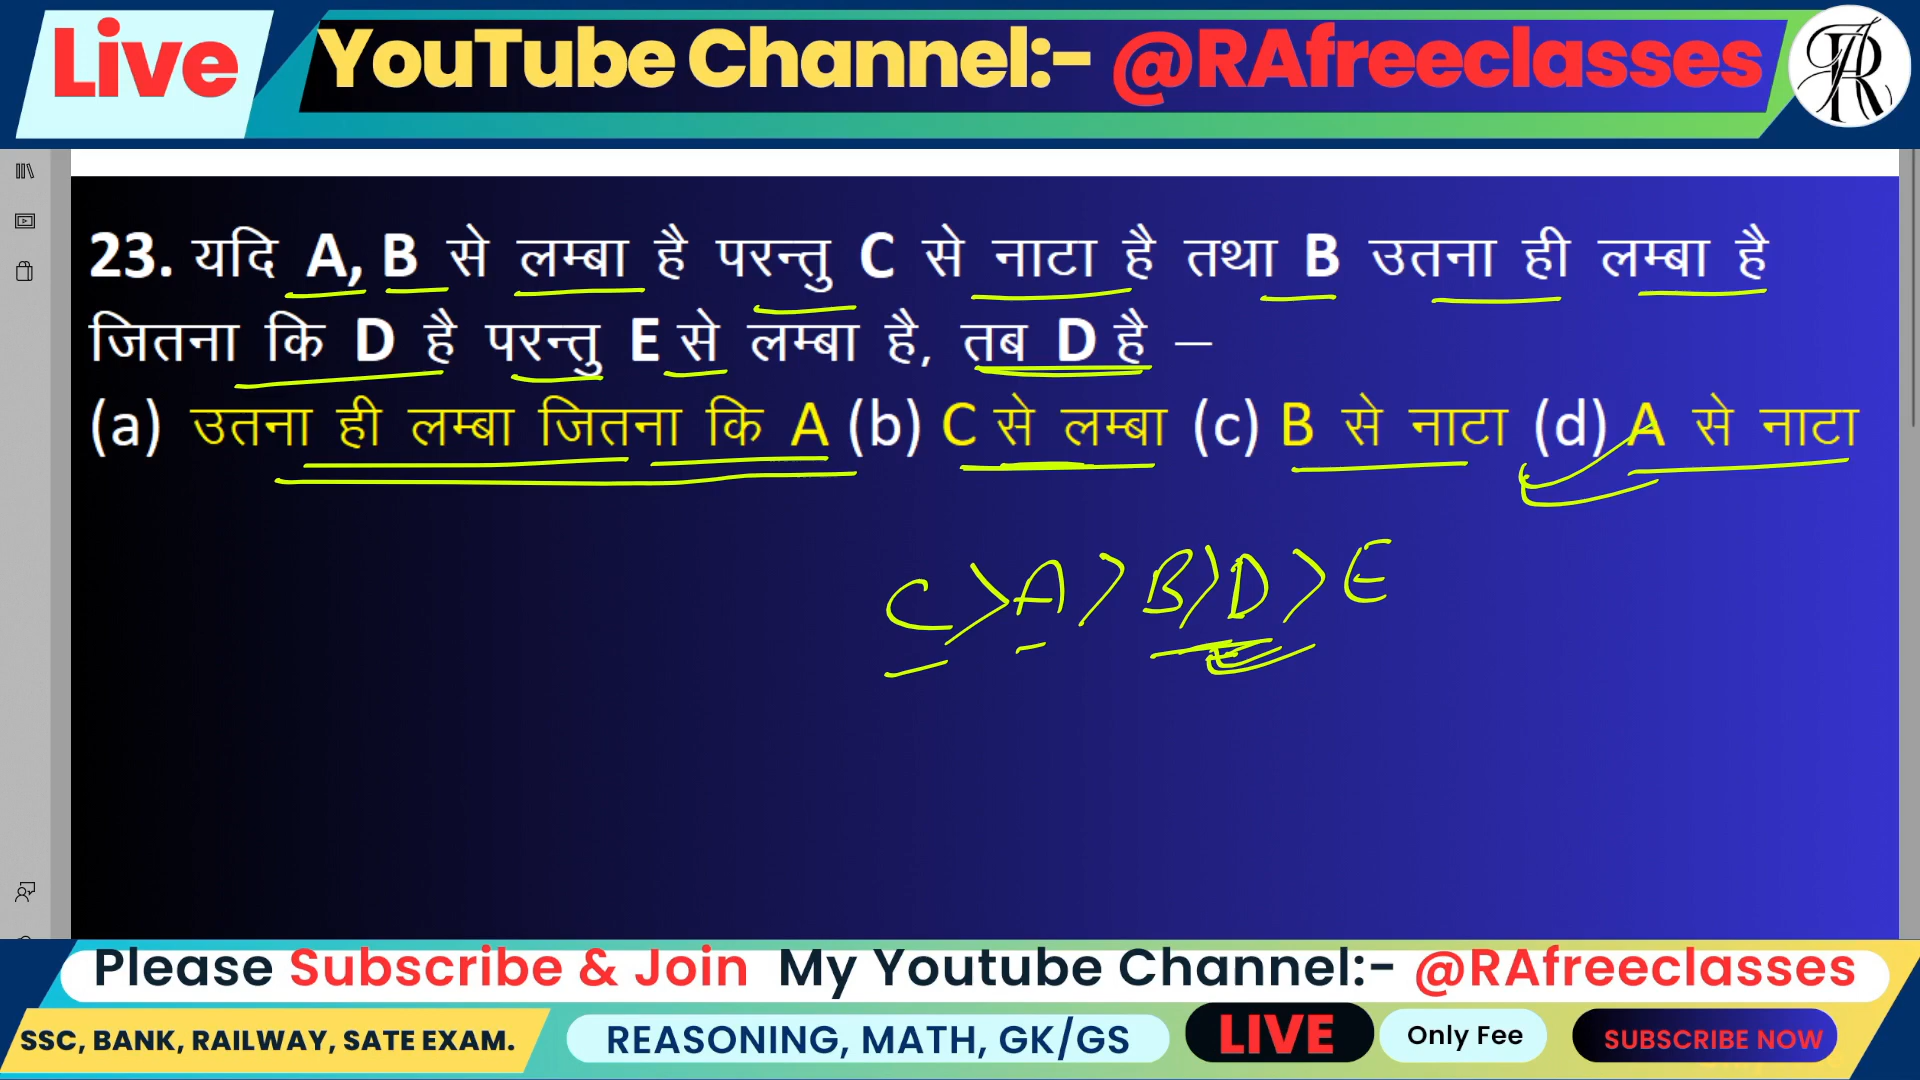 Live YouTube Channel:- @RAfreeclasses
23. यदि A, B से लम्बा है परन्तु C से नाटा है तथा B उतना ही लम्बा है
जितना कि D है परन्तु E से लम्बा है, तब D है –
(a) उतना ही लम्बा जितना कि A (b) C से लम्बा (c) B से नाटा (d) A से नाटा
C > A > B > D > E
Please Subscribe & Join My Youtube Channel:- @RAfreeclasses
SSC, BANK, RAILWAY, SATE EXAM. REASONING, MATH, GK/GS LIVE Only Fee SUBSCRIBE NOW